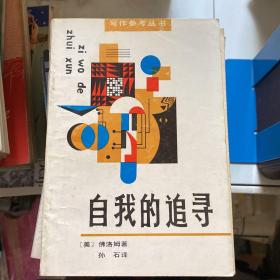 写作参考丛书
zi wo de
zhui xun
自我的追寻
〔美〕佛洛姆著
孙石译